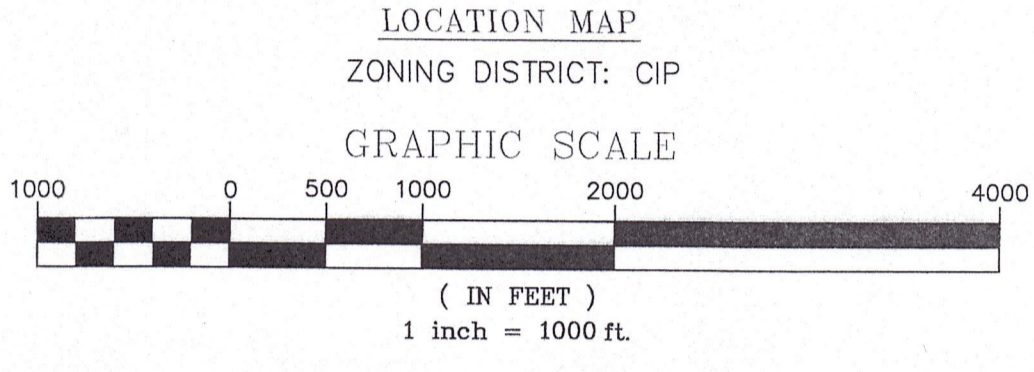 LOCATION MAP
ZONING DISTRICT: CIP
GRAPHIC SCALE
1000 0 500 1000 2000 4000
( IN FEET )
1 inch = 1000 ft.